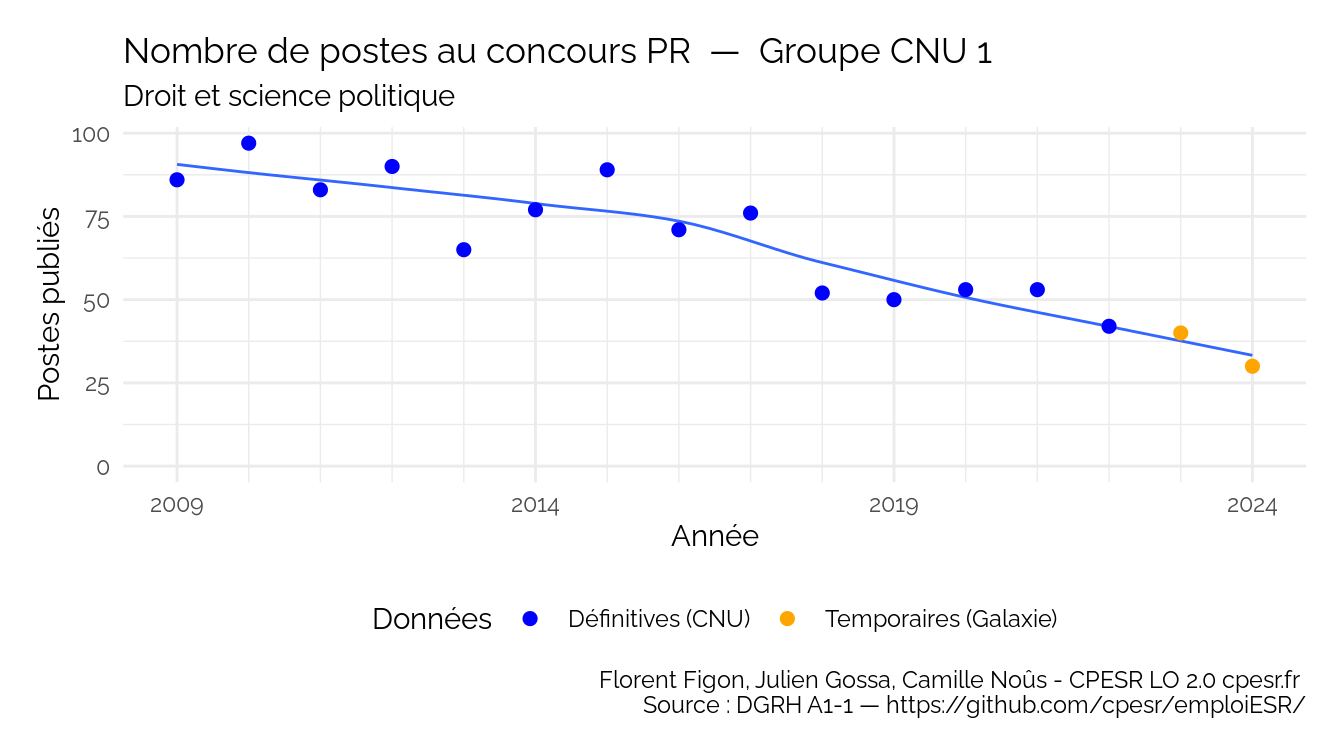 Nombre de postes au concours PR — Groupe CNU 1
Droit et science politique
Postes publiés
100
75
50
25
0
2009 2014 2019 2024
Année
Données Définitives (CNU) Temporaires (Galaxie)
Florent Figon, Julien Gossa, Camille Noûs - CPESR LO 2.0 cpesr.fr
Source : DGRH A1-1 — https://github.com/cpesr/emploiESR/